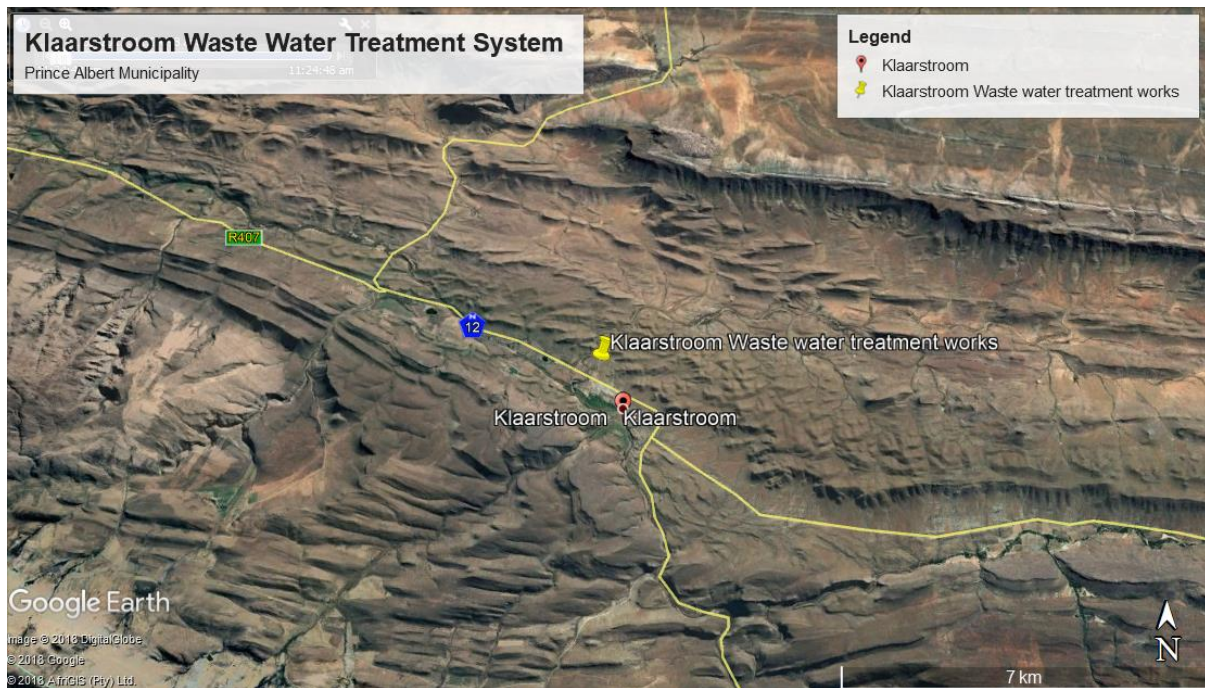 Klaarstroom Waste Water Treatment System
Prince Albert Municipality
11:24:46 am
Legend
Klaarstroom
Klaarstroom Waste water treatment works
R407
N
12
Klaarstroom Waste water treatment works
Klaarstroom Klaarstroom
Google Earth
Image © 2018 DigitalGlobe
© 2018 Google
© 2018 AfriGIS (Pty) Ltd.
N
7 km